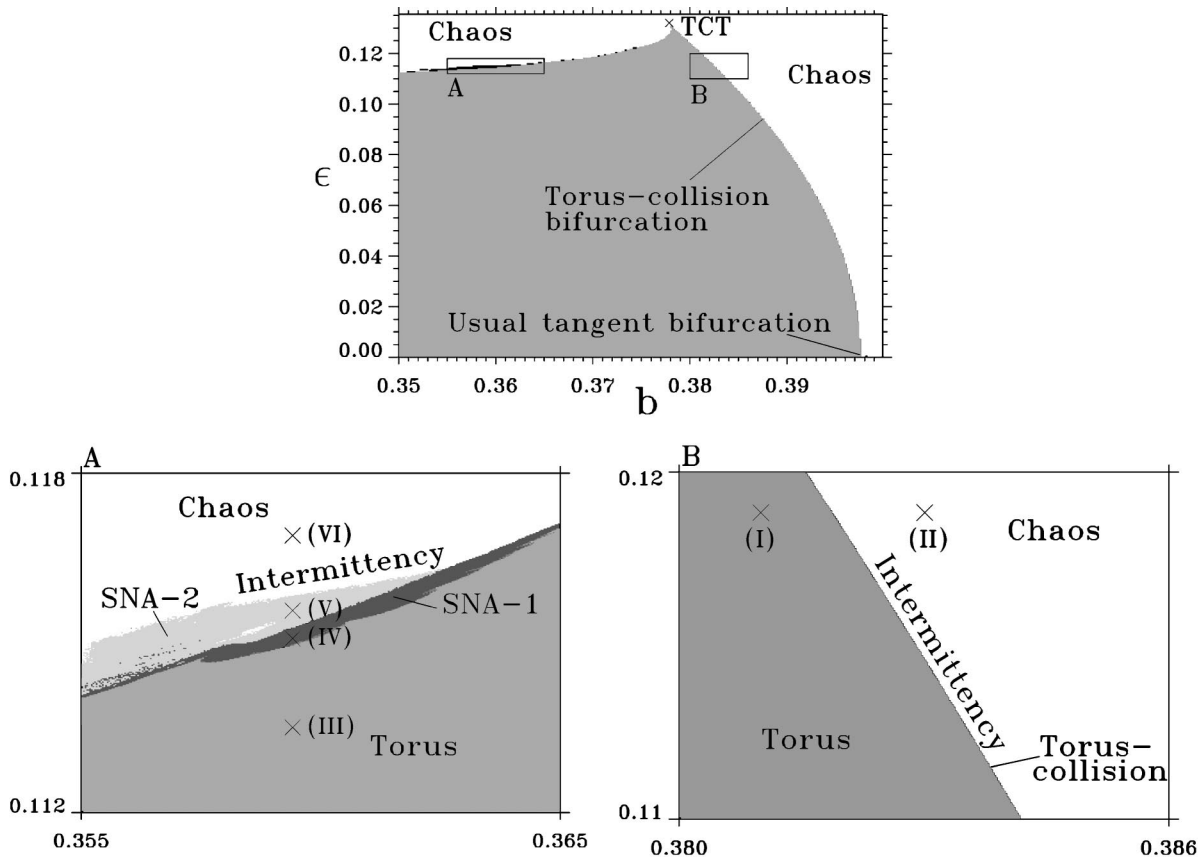 Chaos
× TCT
0.12
A
B
Chaos
0.10
0.08
ϵ
Torus-collision
bifurcation
0.06
0.04
0.02
Usual tangent bifurcation
0.00
0.35
0.36
0.37
0.38
0.39
b
A
0.118
Chaos
×(VI)
Intermittency
SNA-2
×(V)
SNA-1
×(IV)
×(III)
Torus
0.112
0.355
0.365
B
0.12
×
(I)
×
(II)
Chaos
Intermittency
Torus
Torus-
collision
0.11
0.380
0.386